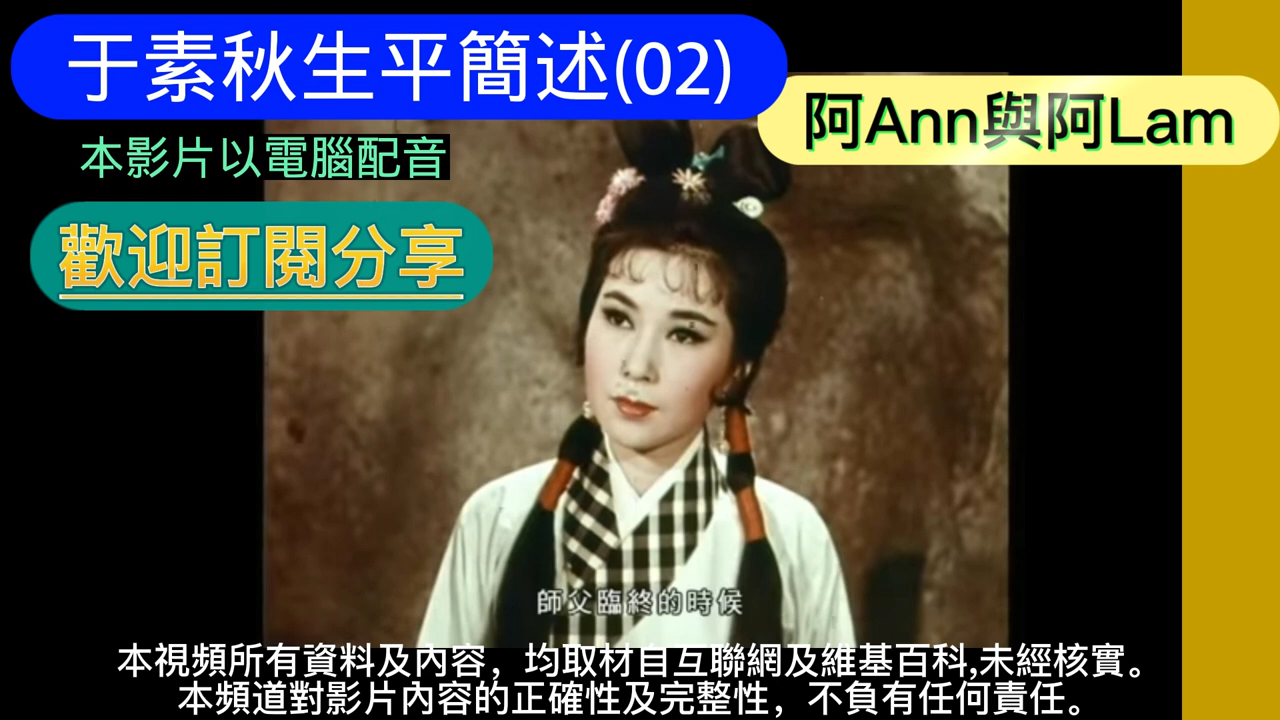 于素秋生平簡述(02)
阿Ann與阿Lam
本影片以電腦配音
歡迎訂閱分享
師父臨終的時候
本視頻所有資料及內容，均取材自互聯網及維基百科,未經核實。
本頻道對影片內容的正確性及完整性，不負有任何責任。